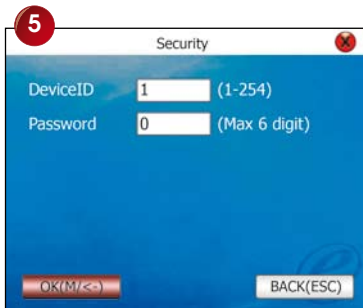 5
Security
DeviceID 1 (1-254)
Password 0 (Max 6 digit)
OK(M/<-) BACK(ESC)